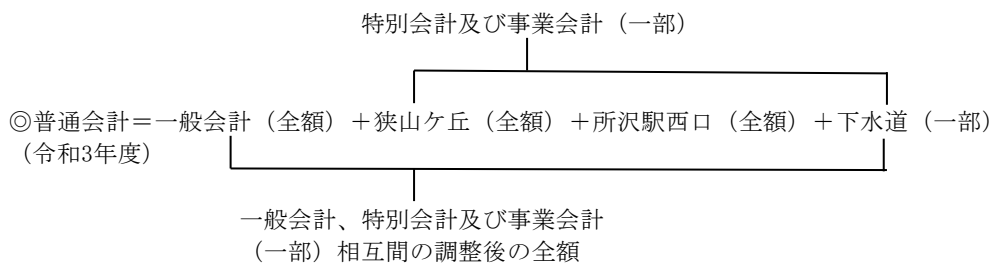 特別会計及び事業会計（一部）
◎普通会計＝一般会計（全額）＋狭山ケ丘（全額）＋所沢駅西口（全額）＋下水道（一部）
（令和3年度）
一般会計、特別会計及び事業会計
（一部）相互間の調整後の全額